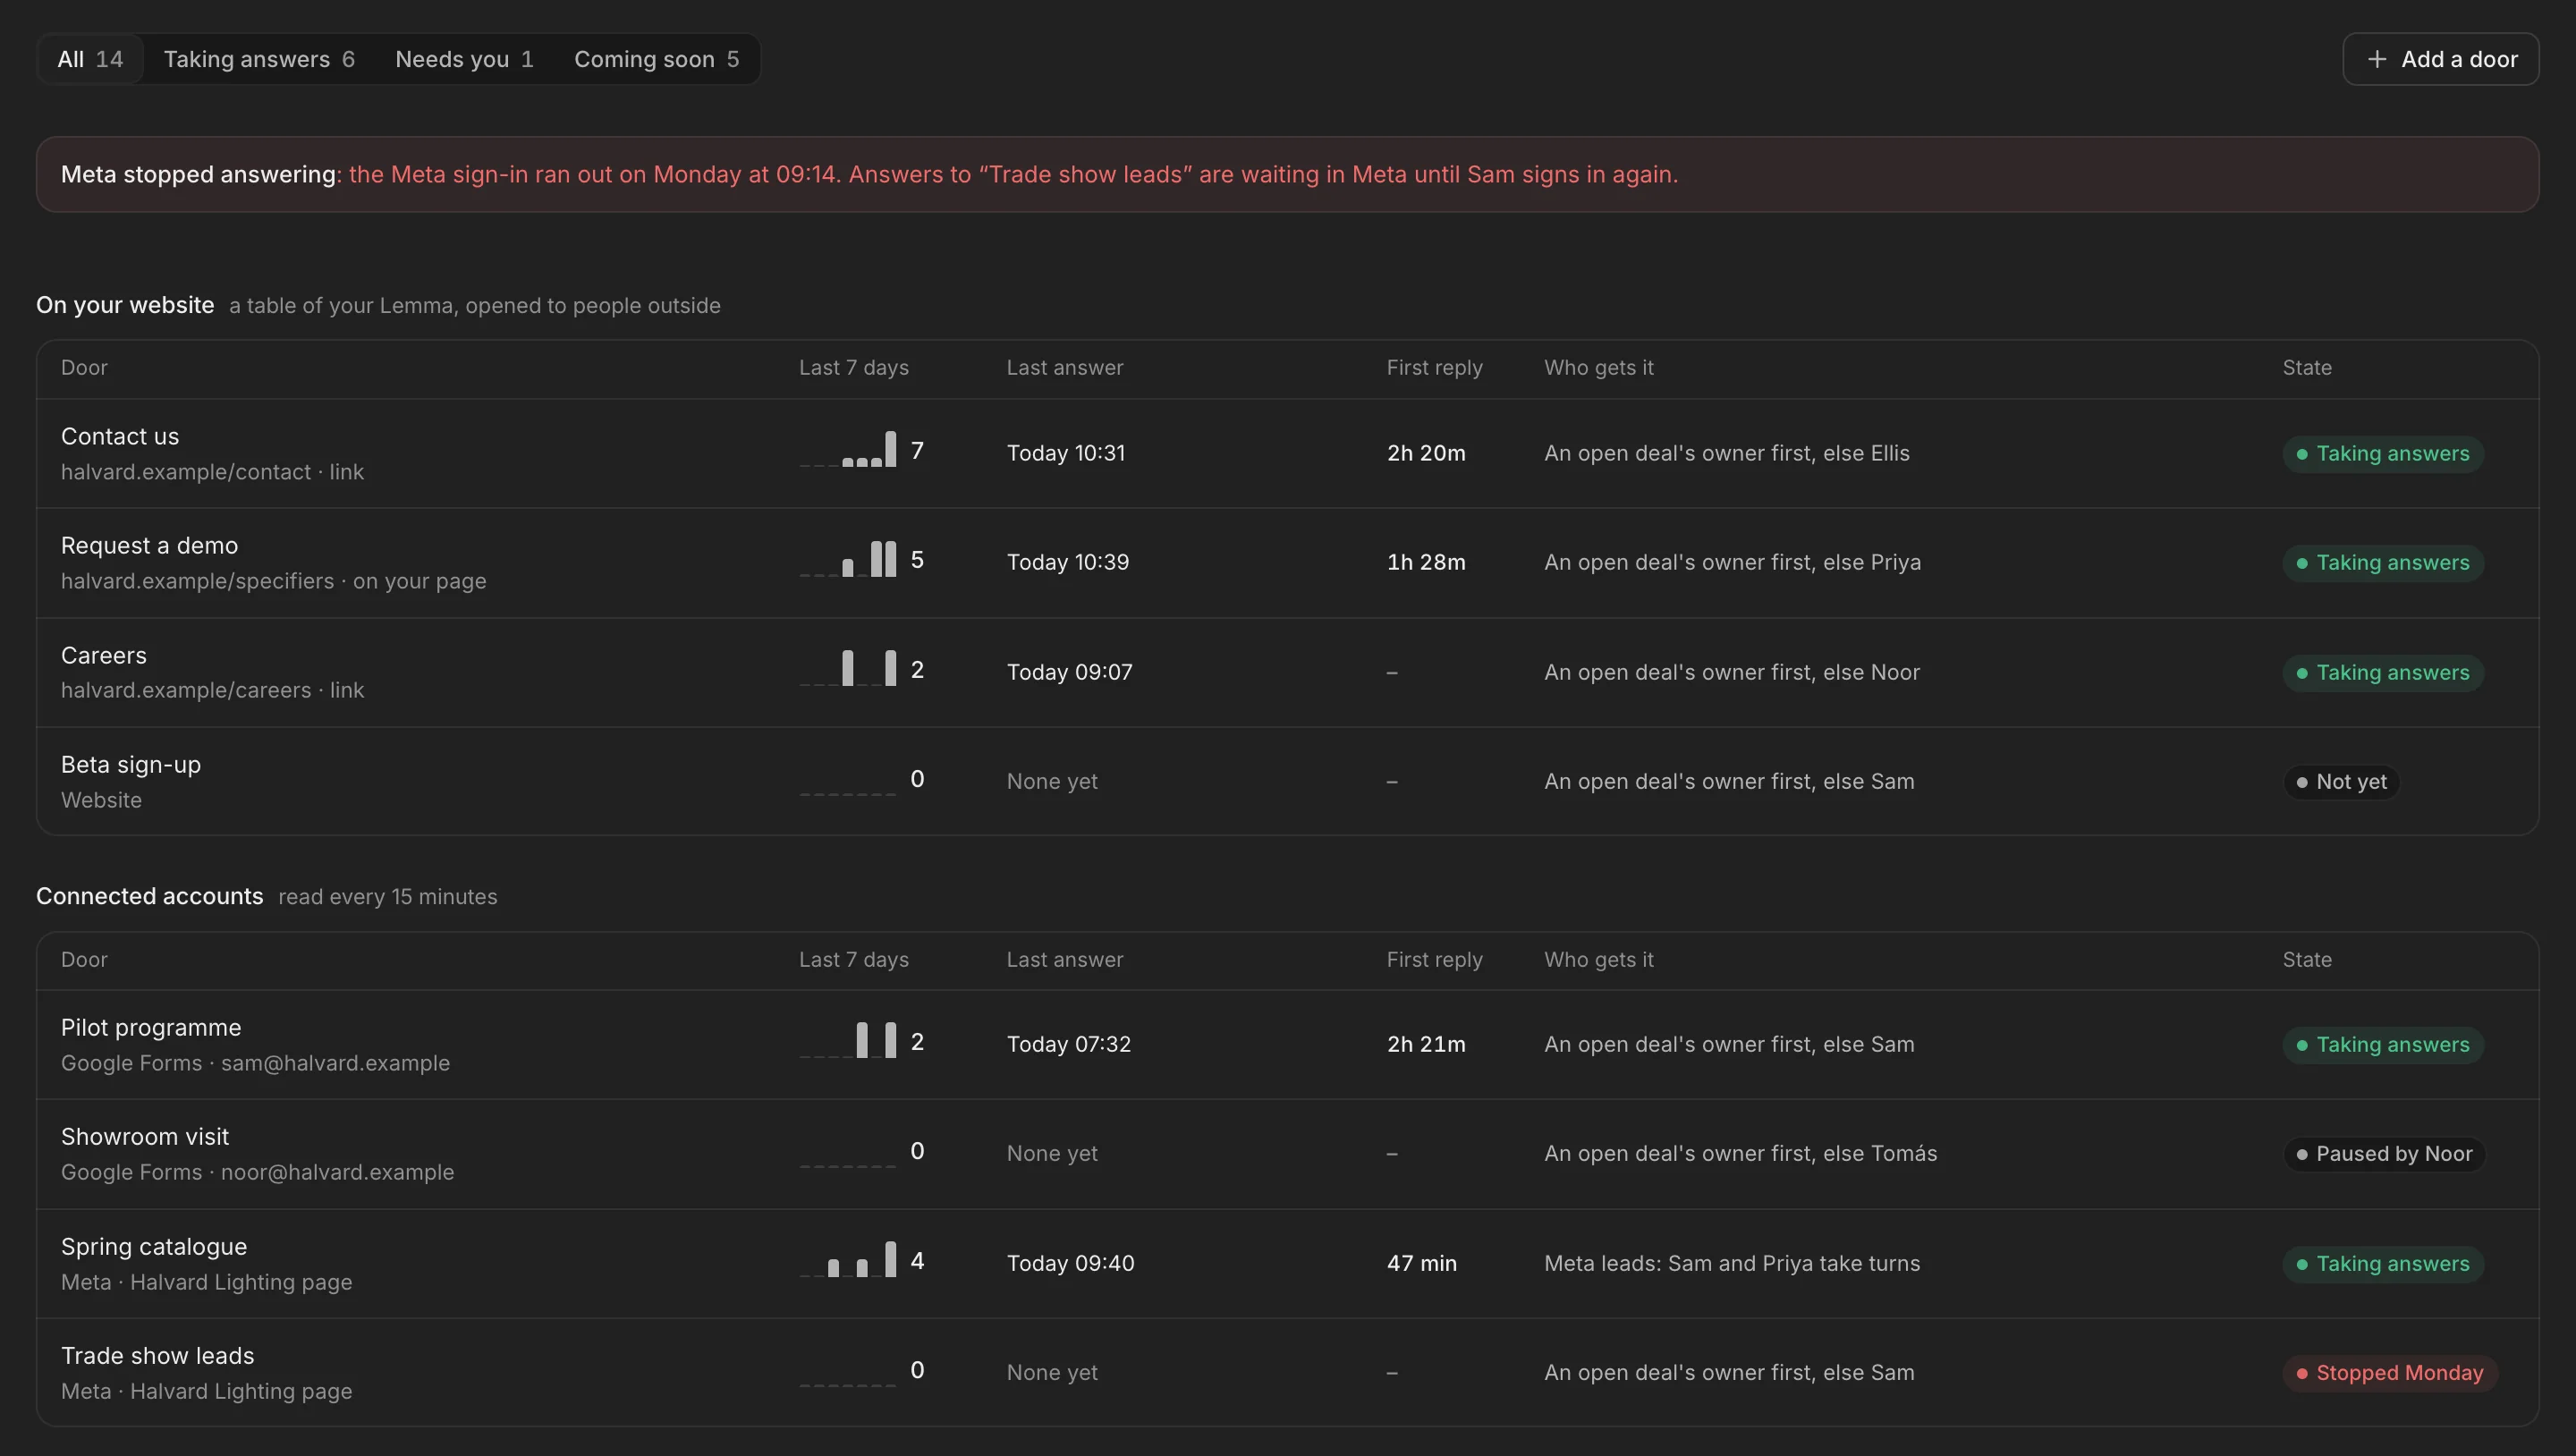 All 14 Taking answers 6 Needs you 1 Coming soon 5
+ Add a door
Meta stopped answering: the Meta sign-in ran out on Monday at 09:14. Answers to “Trade show leads” are waiting in Meta until Sam signs in again.
On your website a table of your Lemma, opened to people outside
Door Last 7 days Last answer First reply Who gets it State
Contact us
halvard.example/contact · link
7 Today 10:31 2h 20m An open deal's owner first, else Ellis Taking answers
Request a demo
halvard.example/specifiers · on your page
5 Today 10:39 1h 28m An open deal's owner first, else Priya Taking answers
Careers
halvard.example/careers · link
2 Today 09:07 – An open deal's owner first, else Noor Taking answers
Beta sign-up
Website
0 None yet – An open deal's owner first, else Sam Not yet
Connected accounts read every 15 minutes
Door Last 7 days Last answer First reply Who gets it State
Pilot programme
Google Forms · sam@halvard.example
2 Today 07:32 2h 21m An open deal's owner first, else Sam Taking answers
Showroom visit
Google Forms · noor@halvard.example
0 None yet – An open deal's owner first, else Tomás Paused by Noor
Spring catalogue
Meta · Halvard Lighting page
4 Today 09:40 47 min Meta leads: Sam and Priya take turns Taking answers
Trade show leads
Meta · Halvard Lighting page
0 None yet – An open deal's owner first, else Sam Stopped Monday